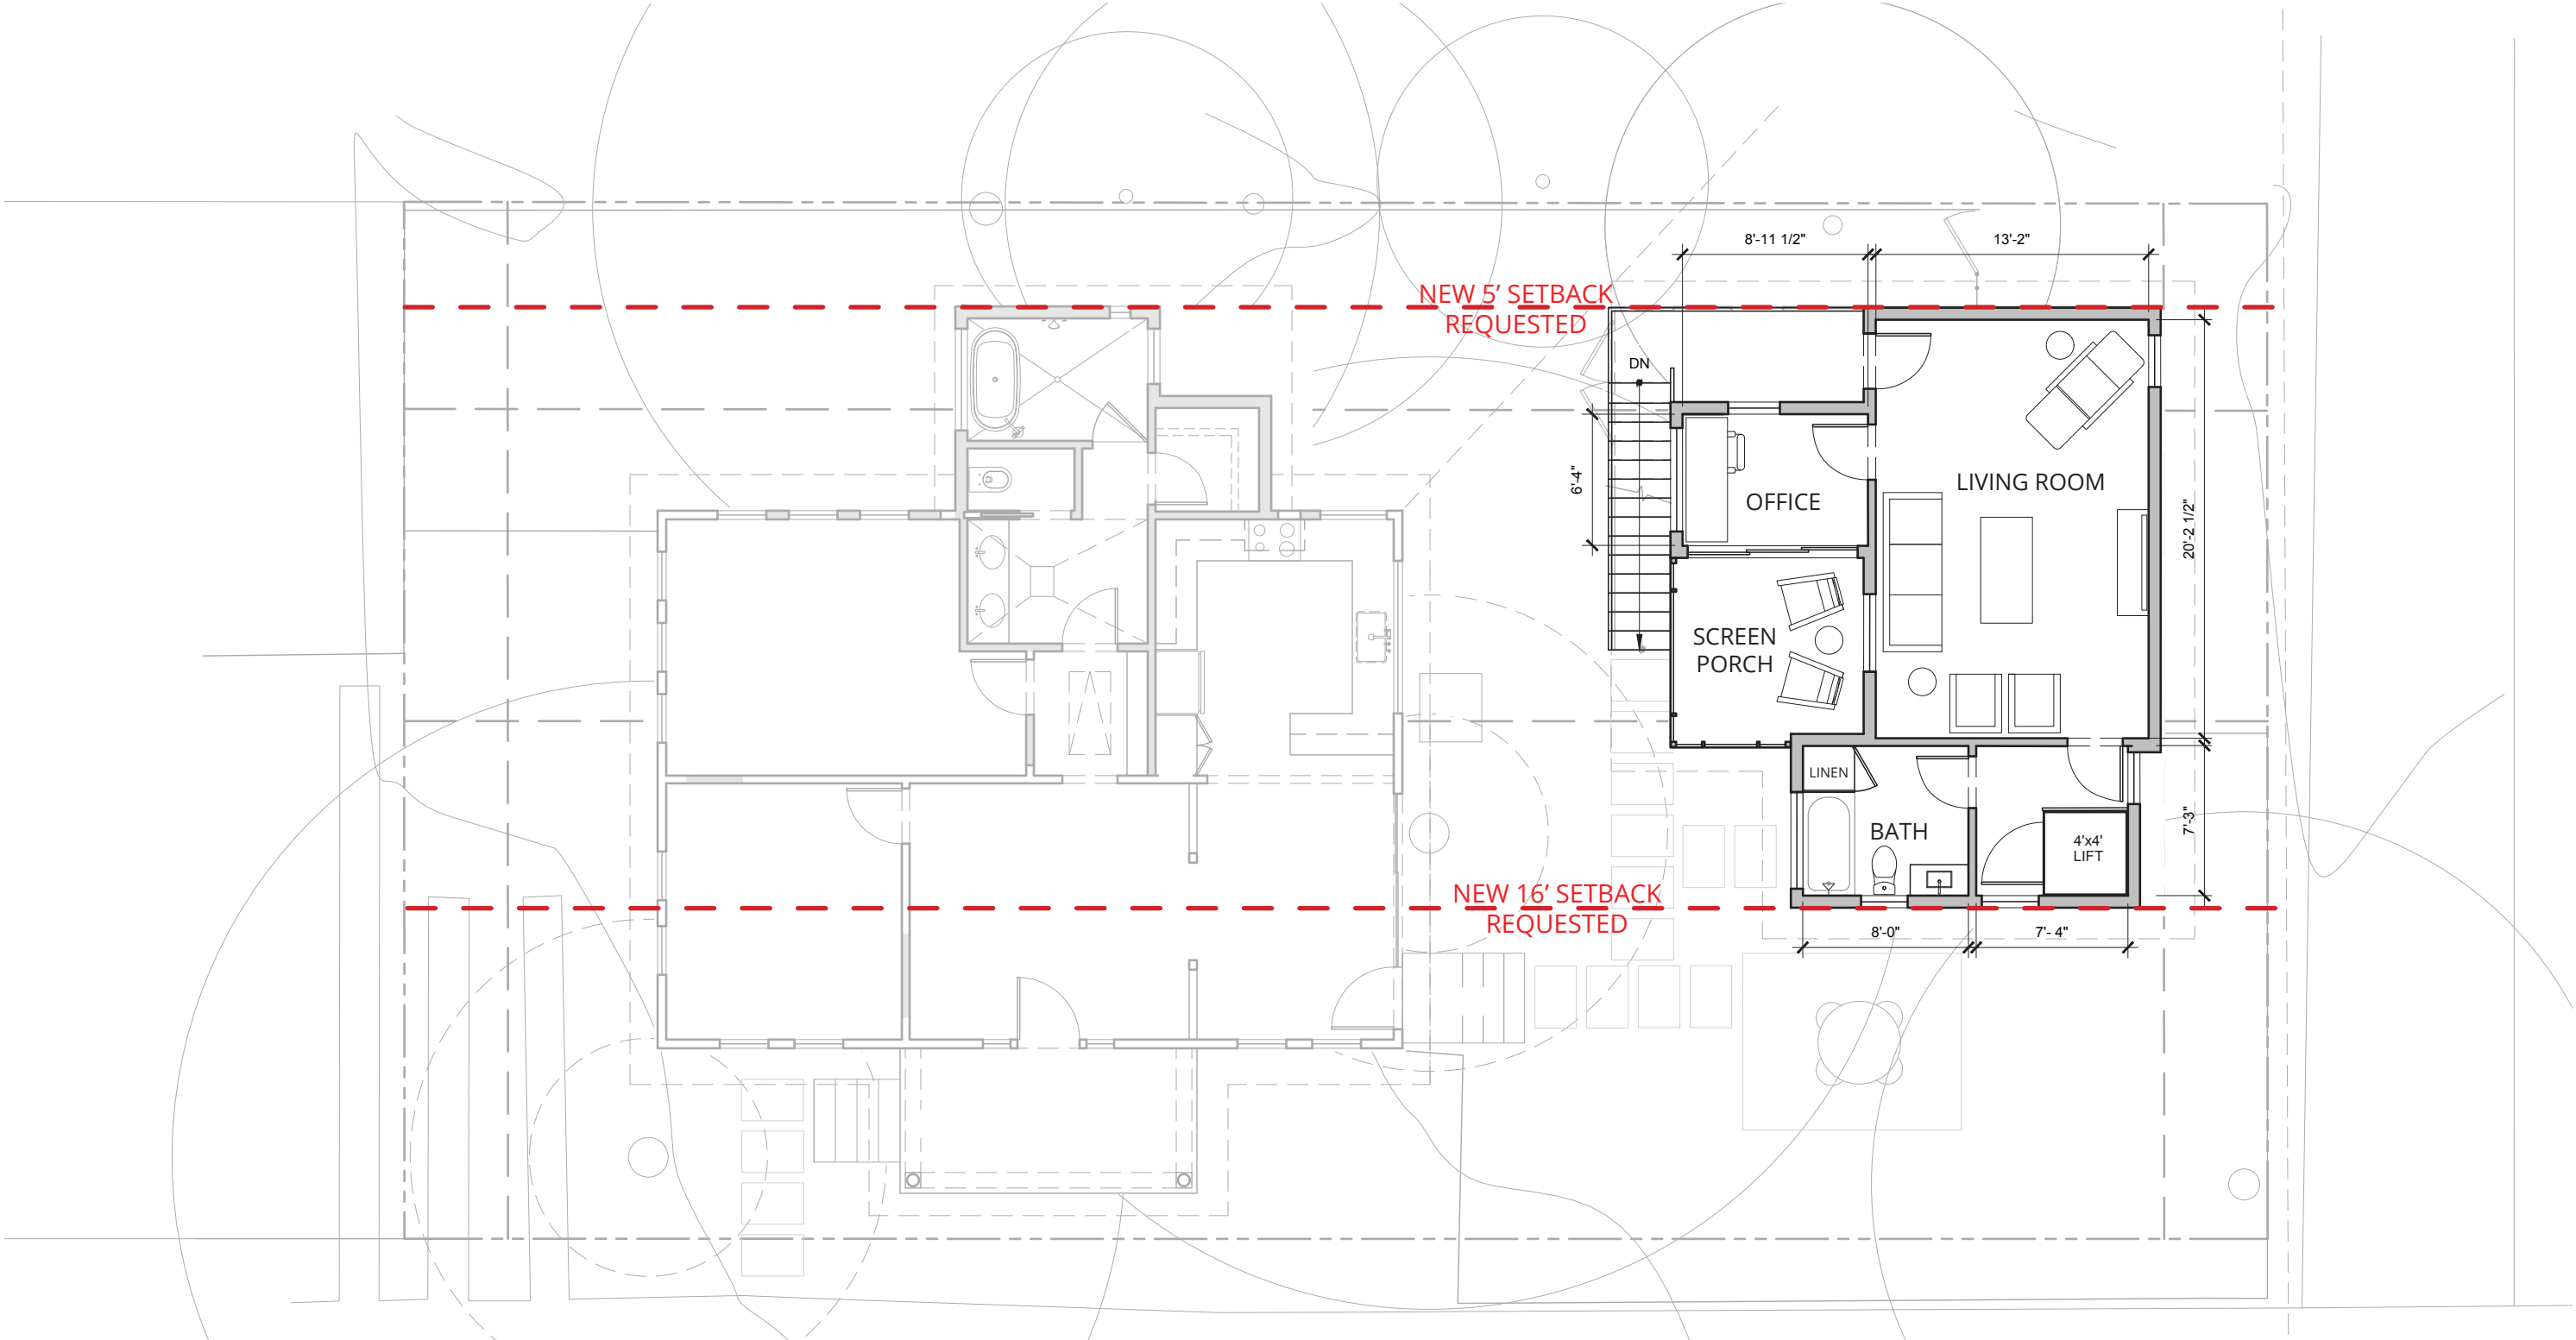 8'-11 1/2"
13'-2"
NEW 5’ SETBACK
REQUESTED
DN
6'-4"
OFFICE
LIVING ROOM
20'-2 1/2"
SCREEN
PORCH
LINEN
BATH
4'x4'
LIFT
7'-3"
NEW 16’ SETBACK
REQUESTED
8'-0"
7'- 4"